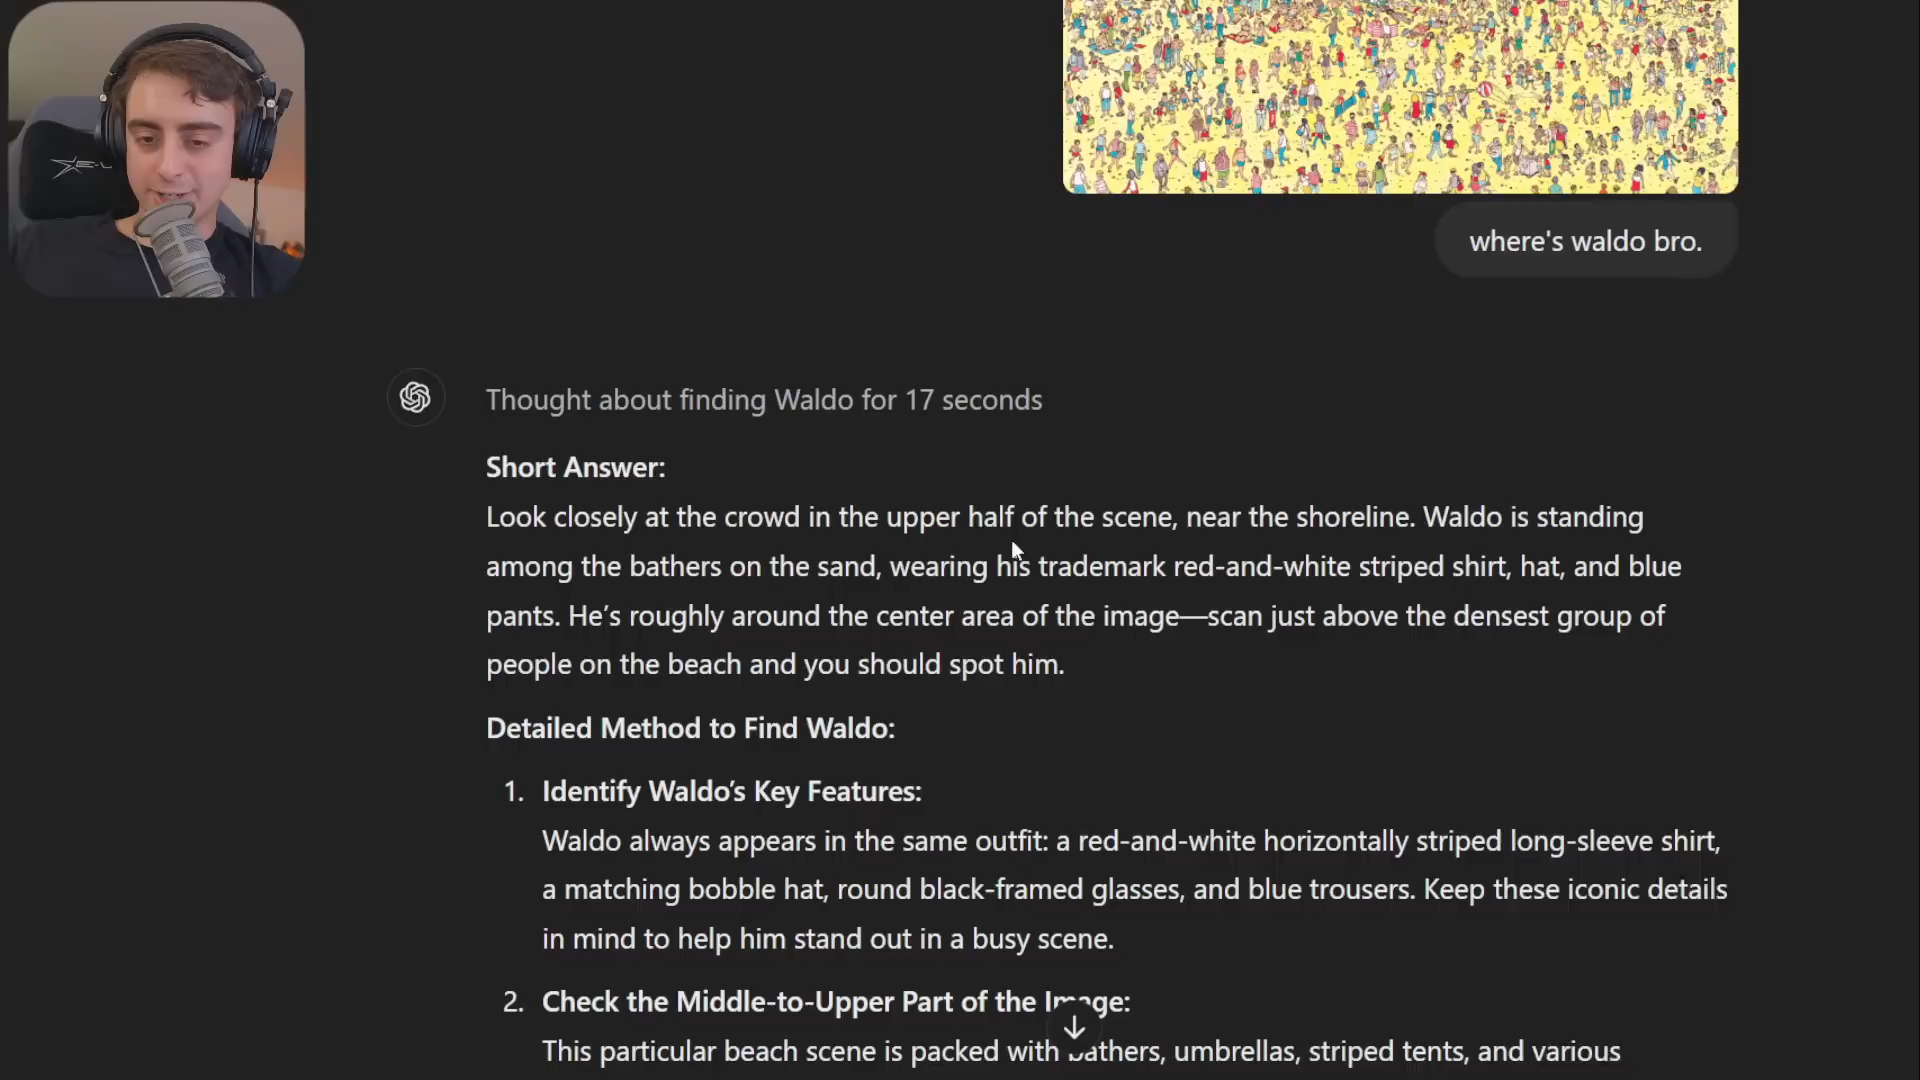 where's waldo bro.
Thought about finding Waldo for 17 seconds
Short Answer:
Look closely at the crowd in the upper half of the scene, near the shoreline. Waldo is standing
among the bathers on the sand, wearing his trademark red-and-white striped shirt, hat, and blue
pants. He’s roughly around the center area of the image—scan just above the densest group of
people on the beach and you should spot him.
Detailed Method to Find Waldo:
1. Identify Waldo’s Key Features:
Waldo always appears in the same outfit: a red-and-white horizontally striped long-sleeve shirt,
a matching bobble hat, round black-framed glasses, and blue trousers. Keep these iconic details
in mind to help him stand out in a busy scene.
2. Check the Middle-to-Upper Part of the Image:
This particular beach scene is packed with bathers, umbrellas, striped tents, and various